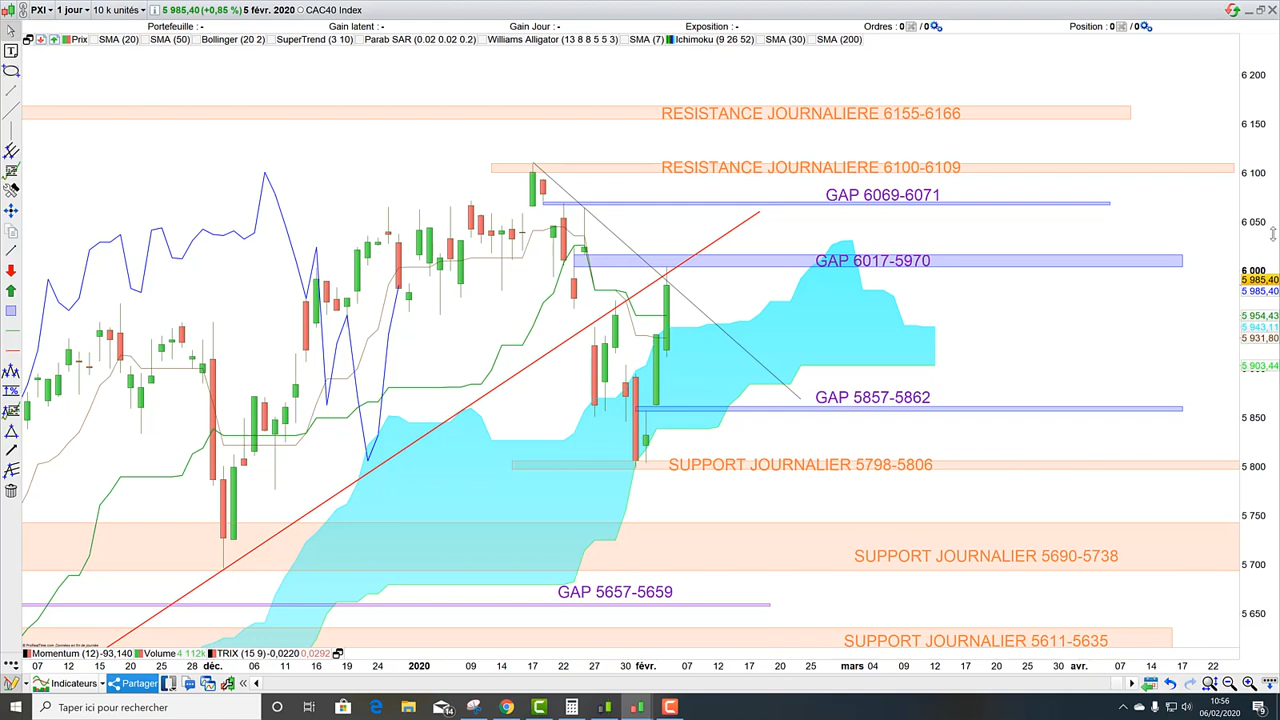 PXI 1 jour 10 k unités 5 985,40 (+0,85 %) 5 févr. 2020 CAC40 Index
Portefeuille : - Gain latent : - Gain Jour : - Exposition : - Ordres : 0 / 0 Position : 0 / 0
Prix SMA (20) SMA (50) Bollinger (20 2) SuperTrend (3 10) Parab SAR (0.02 0.02 0.2) Williams Alligator (13 8 8 5 5 3) SMA (7) Ichimoku (9 26 52) SMA (30) SMA (200)
6 200
RESISTANCE JOURNALIERE 6155-6166
6 150
RESISTANCE JOURNALIERE 6100-6109
6 100
GAP 6069-6071
6 050
GAP 6017-5970
6 000
5 985,40
5 985,40
5 954,43
5 943,11
5 931,80
5 903,44
GAP 5857-5862
5 850
SUPPORT JOURNALIER 5798-5806
5 800
5 750
SUPPORT JOURNALIER 5690-5738
5 700
GAP 5657-5659
5 650
SUPPORT JOURNALIER 5611-5635
Momentum (12) -93,140 Volume 4 112k TRIX (15 9) -0,0220 0,0292
07 12 15 20 25 28 déc. 06 11 16 19 24 2020 06 09 14 17 22 27 30 févr. 07 12 17 20 25 mars 04 09 12 17 20 25 30 avr. 07 14 17 22
Indicateurs Partager
Taper ici pour rechercher
14
10:56
06/02/2020
9